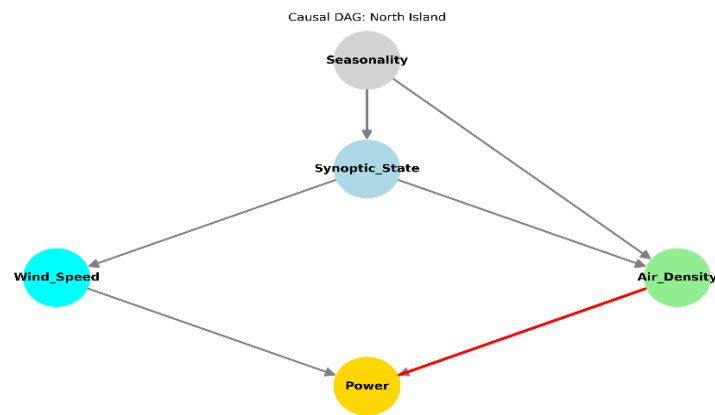 Causal DAG: North Island
Seasonality
Synoptic_State
Wind_Speed
Air_Density
Power